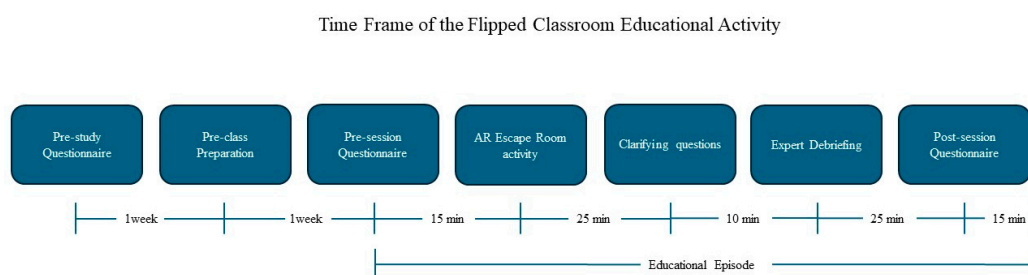 Time Frame of the Flipped Classroom Educational Activity
Pre-study
Questionnaire
Pre-class
Preparation
Pre-session
Questionnaire
AR Escape Room
activity
Clarifying questions
Expert Debriefing
Post-session
Questionnaire
1week
1week
15 min
25 min
10 min
25 min
15 min
Educational Episode